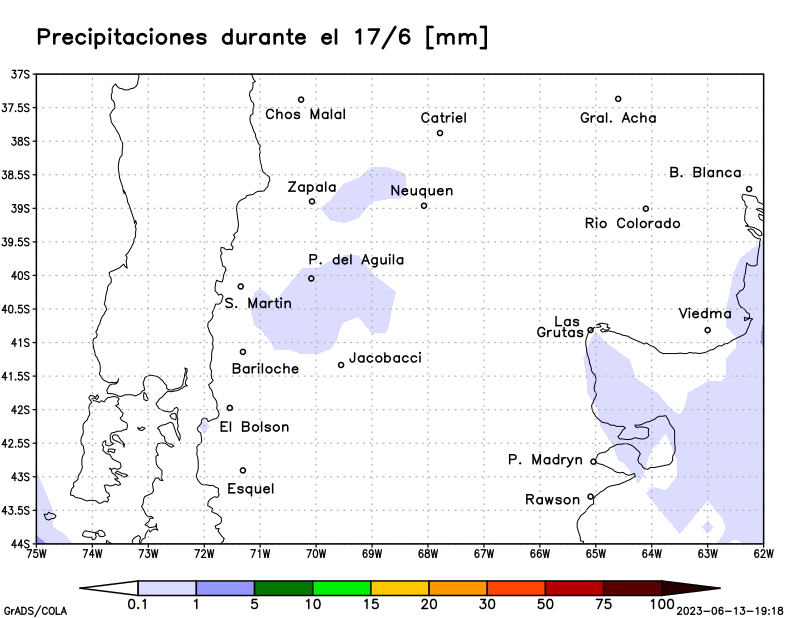 Precipitaciones durante el 17/6 [mm]
37S
37.5S
38S
38.5S
39S
39.5S
40S
40.5S
41S
41.5S
42S
42.5S
43S
43.5S
44S
Chos Malal
Catriel
Gral. Acha
B. Blanca
Zapala
Neuquen
Rio Colorado
P. del Aguila
S. Martin
Viedma
Las
Grutas
Jacobacci
Bariloche
El Bolson
P. Madryn
Esquel
Rawson
75W 74W 73W 72W 71W 70W 69W 68W 67W 66W 65W 64W 63W 62W
0.1 1 5 10 15 20 30 50 75 100
GrADS/COLA
2023-06-13-19:18